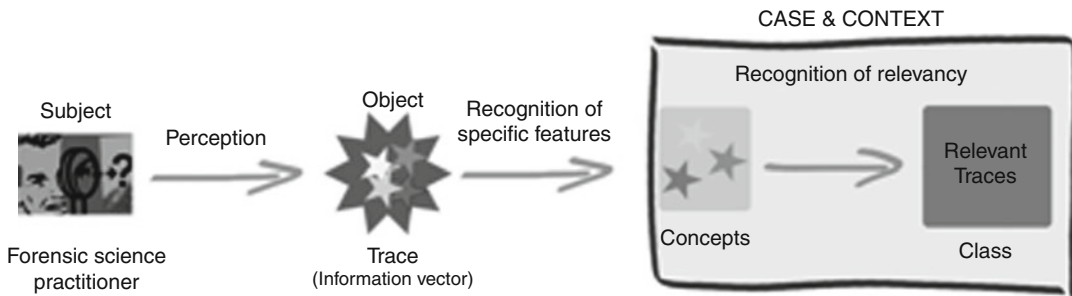 CASE & CONTEXT
Recognition of relevancy
Subject
Object
Perception
Recognition of
specific features
Relevant
Traces
Forensic science
practitioner
Trace
(Information vector)
Concepts
Class
?